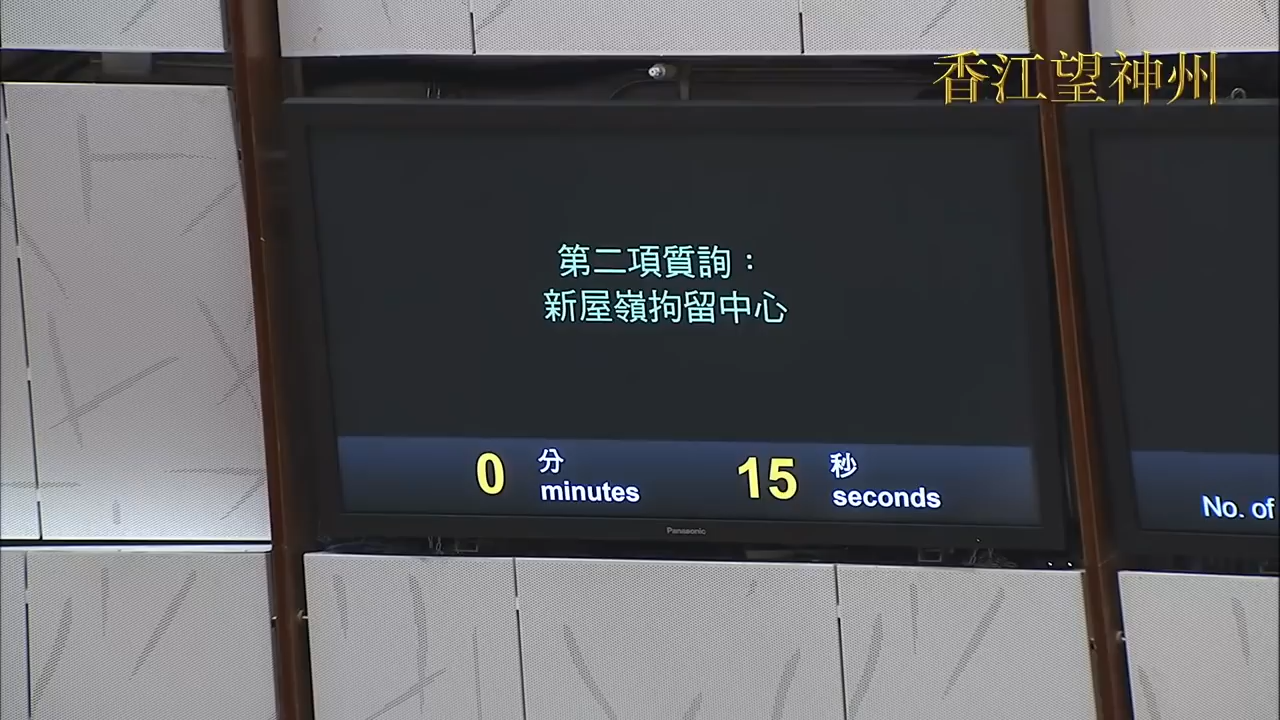 香江望神州
第二項質詢：
新屋嶺拘留中心
0 分 minutes 15 秒 seconds
No. of
Panasonic